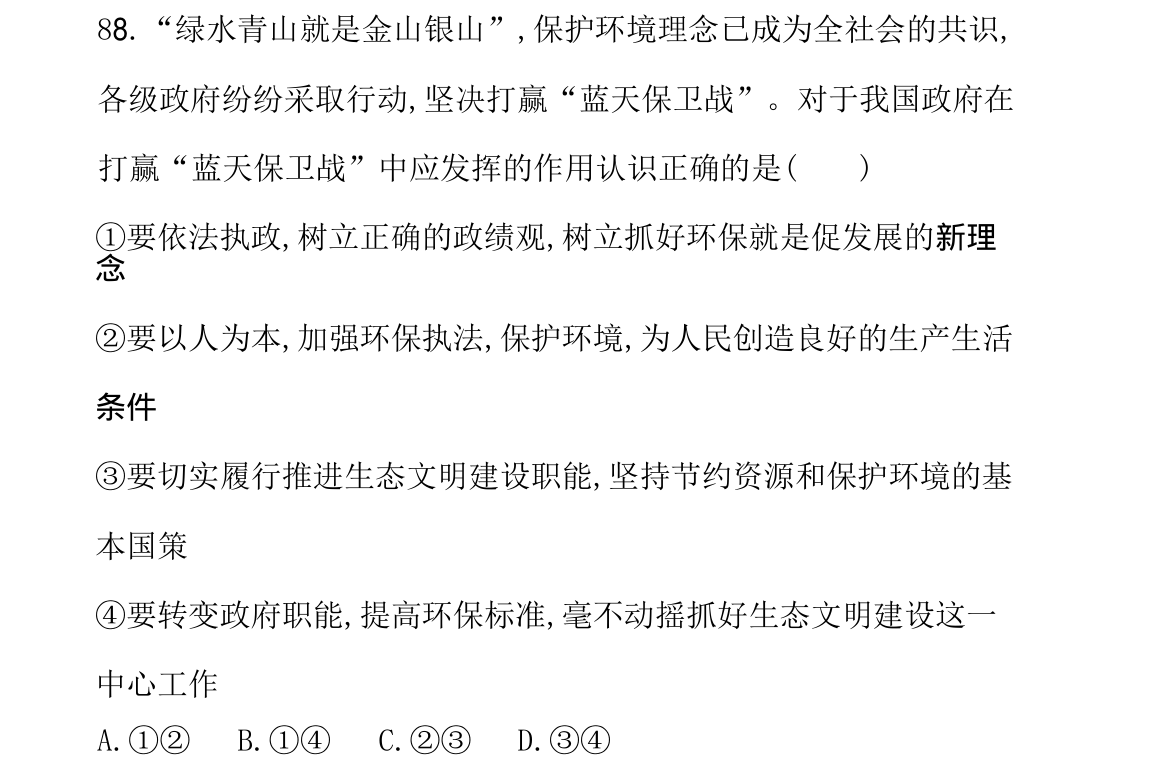 88. “绿水青山就是金山银山”,保护环境理念已成为全社会的共识,
各级政府纷纷采取行动,坚决打赢“蓝天保卫战”。对于我国政府在
打赢“蓝天保卫战”中应发挥的作用认识正确的是(　　)
①要依法执政,树立正确的政绩观,树立抓好环保就是促发展的新理
念
②要以人为本,加强环保执法,保护环境,为人民创造良好的生产生活
条件
③要切实履行推进生态文明建设职能,坚持节约资源和保护环境的基
本国策
④要转变政府职能,提高环保标准,毫不动摇抓好生态文明建设这一
中心工作
A.①②　B.①④　C.②③　D.③④